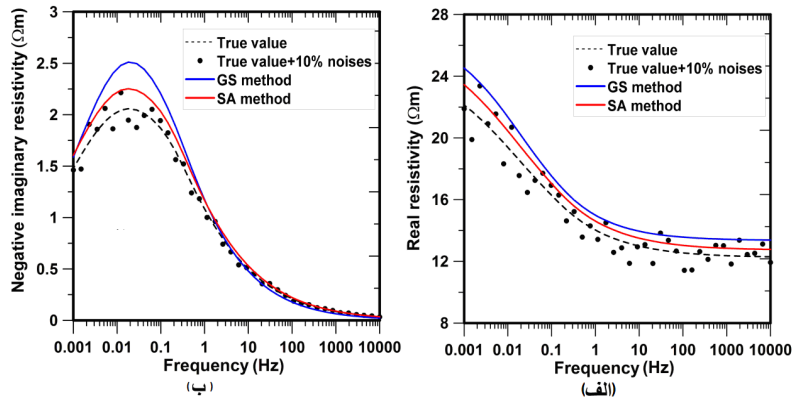 Negative imaginary resistivity (Ωm)
3
2.5
2
1.5
1
0.5
0
True value
True value+10% noises
GS method
SA method
0.001 0.01 0.1 1 10 100 1000 10000
Frequency (Hz)
(ب)
Real resistivity (Ωm)
28
24
20
16
12
8
True value
True value+10% noises
GS method
SA method
0.001 0.01 0.1 1 10 100 1000 10000
Frequency (Hz)
(الف)